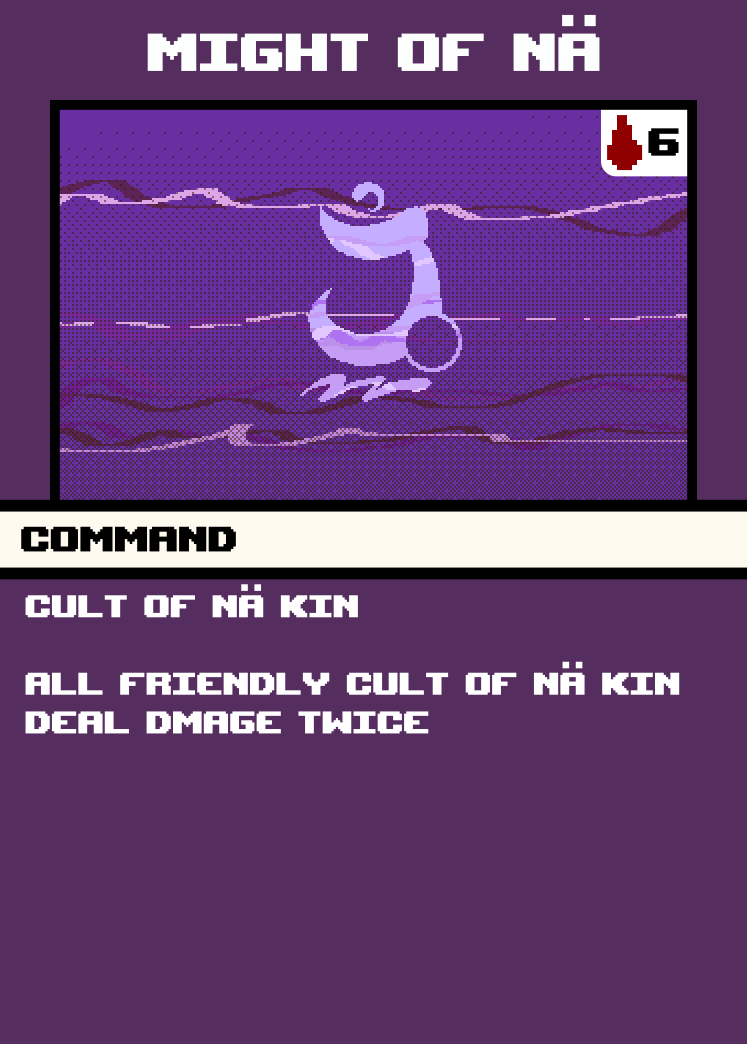 MIGHT OF NÄ
6
COMMAND
CULT OF NÄ KIN
ALL FRIENDLY CULT OF NÄ KIN
DEAL DMAGE TWICE